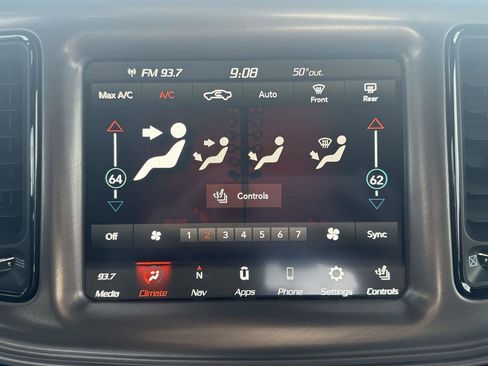 FM 93.7 9:08 50°out.
Max A/C A/C Auto Front Rear
64 62
Controls
Off 1 2 3 4 5 6 7 Sync
93.7 N
Media Climate Nav Apps Phone Settings Controls